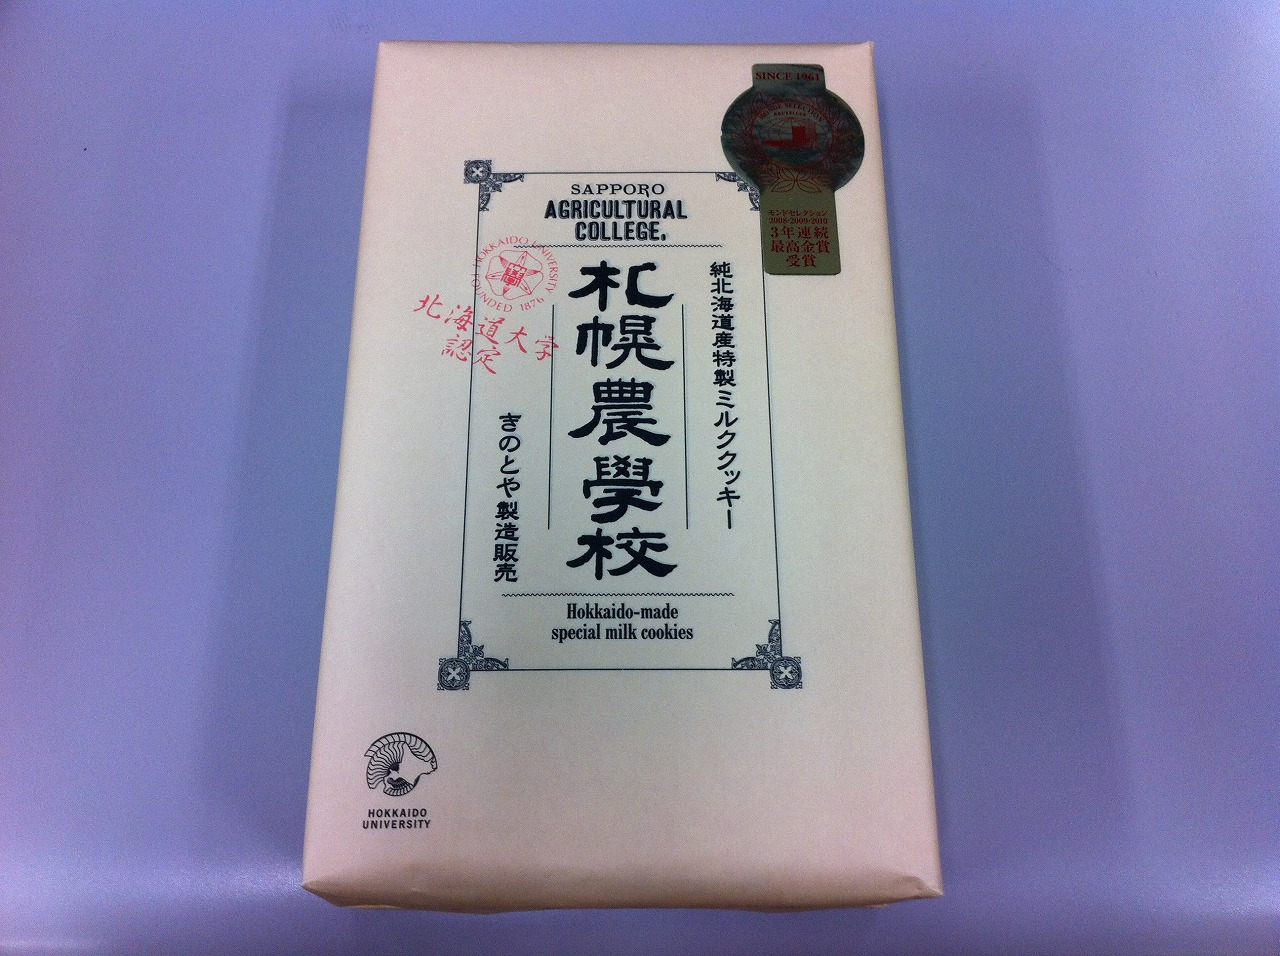 SINCE 1961
MONDE SELECTION
BRUXELLES
モンドセレクション
2008・2009・2010
3年連続
最高金賞
受賞
SAPPORO
AGRICULTURAL
COLLEGE.
HOKKAIDO UNIVERSITY
FOUNDED 1876
北海道大学
認定
純北海道産特製ミルククッキー
札幌農學校
きのとや製造販売
Hokkaido-made
special milk cookies
HOKKAIDO
UNIVERSITY